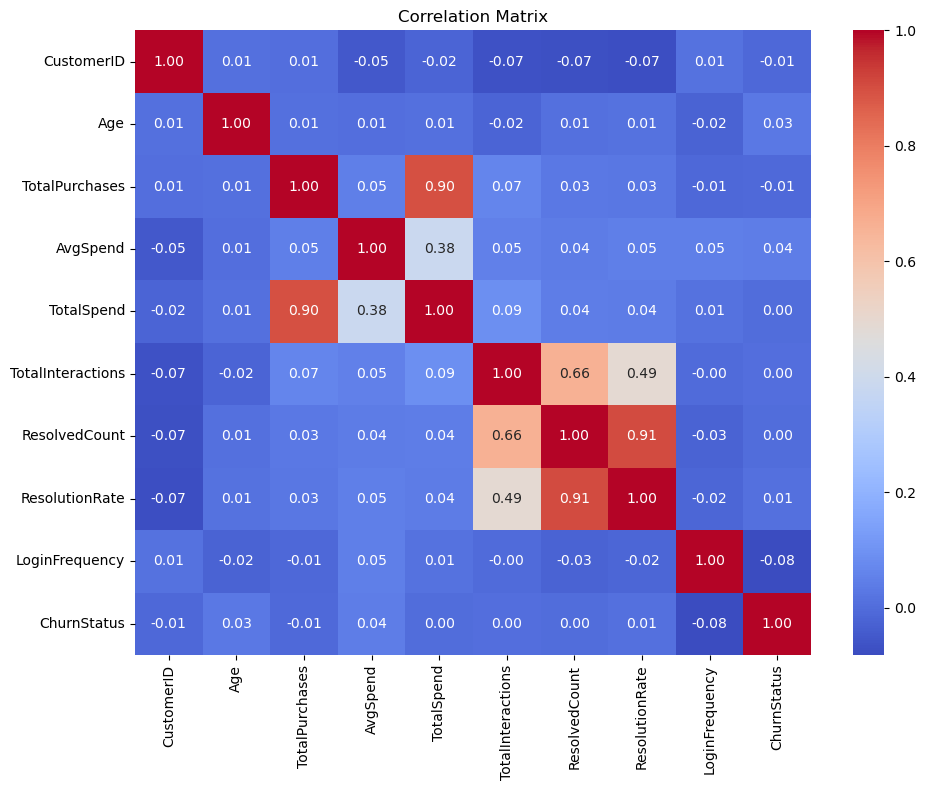 Correlation Matrix
CustomerID 1.00 0.01 0.01 -0.05 -0.02 -0.07 -0.07 -0.07 0.01 -0.01
Age 0.01 1.00 0.01 0.01 0.01 -0.02 0.01 0.01 -0.02 0.03
TotalPurchases 0.01 0.01 1.00 0.05 0.90 0.07 0.03 0.03 -0.01 -0.01
AvgSpend -0.05 0.01 0.05 1.00 0.38 0.05 0.04 0.05 0.05 0.04
TotalSpend -0.02 0.01 0.90 0.38 1.00 0.09 0.04 0.04 0.01 0.00
TotalInteractions -0.07 -0.02 0.07 0.05 0.09 1.00 0.66 0.49 -0.00 0.00
ResolvedCount -0.07 0.01 0.03 0.04 0.04 0.66 1.00 0.91 -0.03 0.00
ResolutionRate -0.07 0.01 0.03 0.05 0.04 0.49 0.91 1.00 -0.02 0.01
LoginFrequency 0.01 -0.02 -0.01 0.05 0.01 -0.00 -0.03 -0.02 1.00 -0.08
ChurnStatus -0.01 0.03 -0.01 0.04 0.00 0.00 0.00 0.01 -0.08 1.00
CustomerID
Age
TotalPurchases
AvgSpend
TotalSpend
TotalInteractions
ResolvedCount
ResolutionRate
LoginFrequency
ChurnStatus
1.0
0.8
0.6
0.4
0.2
0.0